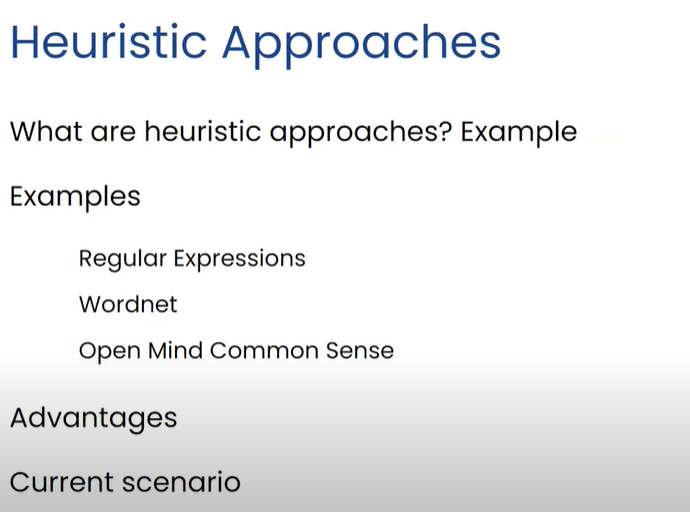 Heuristic Approaches
What are heuristic approaches? Example
Examples
Regular Expressions
Wordnet
Open Mind Common Sense
Advantages
Current scenario